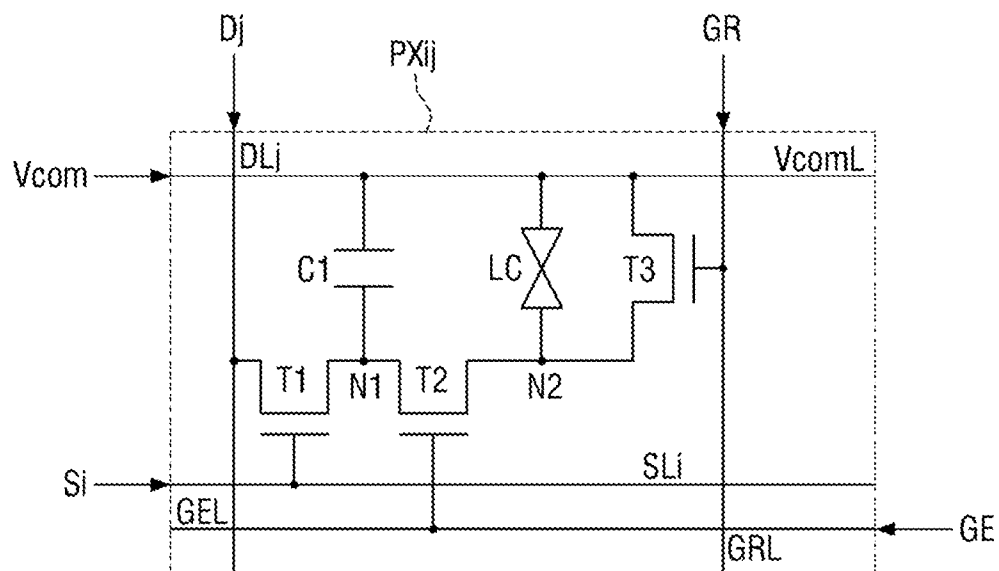 Dj
GR
PXij
DLj
VcomL
Vcom
C1
LC
T3
T1
N1
T2
N2
SLi
Si
GEL
GE
GRL